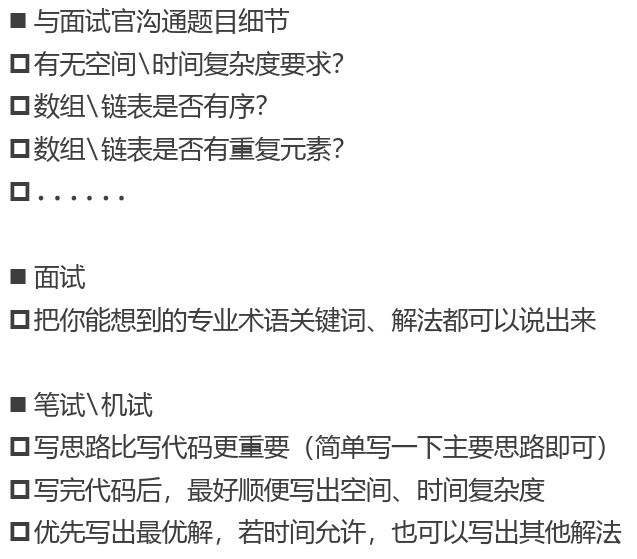 ■ 与面试官沟通题目细节
□ 有无空间\时间复杂度要求？
□ 数组\链表是否有序？
□ 数组\链表是否有重复元素？
□ . . . . . .
■ 面试
□ 把你能想到的专业术语关键词、解法都可以说出来
■ 笔试\机试
□ 写思路比写代码更重要（简单写一下主要思路即可）
□ 写完代码后，最好顺便写出空间、时间复杂度
□ 优先写出最优解，若时间允许，也可以写出其他解法